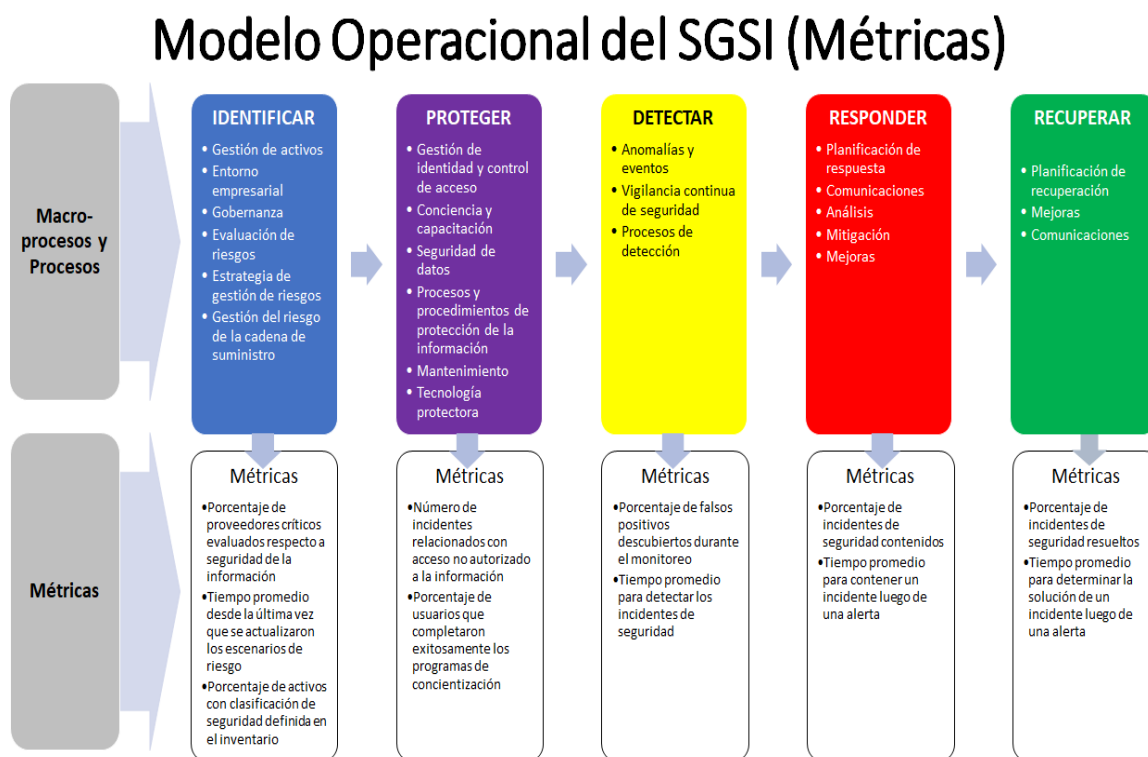 Modelo Operacional del SGSI (Métricas)
Macro-
procesos y
Procesos
IDENTIFICAR
• Gestión de activos
• Entorno
empresarial
• Gobernanza
• Evaluación de
riesgos
• Estrategia de
gestión de riesgos
• Gestión del riesgo
de la cadena de
suministro
PROTEGER
• Gestión de
identidad y control
de acceso
• Conciencia y
capacitación
• Seguridad de
datos
• Procesos y
procedimientos de
protección de la
información
• Mantenimiento
• Tecnología
protectora
DETECTAR
• Anomalías y
eventos
• Vigilancia continua
de seguridad
• Procesos de
detección
RESPONDER
• Planificación de
respuesta
• Comunicaciones
• Análisis
• Mitigación
• Mejoras
RECUPERAR
• Planificación de
recuperación
• Mejoras
• Comunicaciones
Métricas
Métricas
•Porcentaje de
proveedores críticos
evaluados respecto a
seguridad de la
información
•Tiempo promedio
desde la última vez
que se actualizaron
los escenarios de
riesgo
•Porcentaje de activos
con clasificación de
seguridad definida en
el inventario
Métricas
•Número de
incidentes
relacionados con
acceso no autorizado
a la información
•Porcentaje de
usuarios que
completaron
exitosamente los
programas de
concientización
Métricas
•Porcentaje de falsos
positivos
descubiertos durante
el monitoreo
•Tiempo promedio
para detectar los
incidentes de
seguridad
Métricas
•Porcentaje de
incidentes de
seguridad contenidos
•Tiempo promedio
para contener un
incidente luego de
una alerta
Métricas
•Porcentaje de
incidentes de
seguridad resueltos
•Tiempo promedio
para determinar la
solución de un
incidente luego de
una alerta